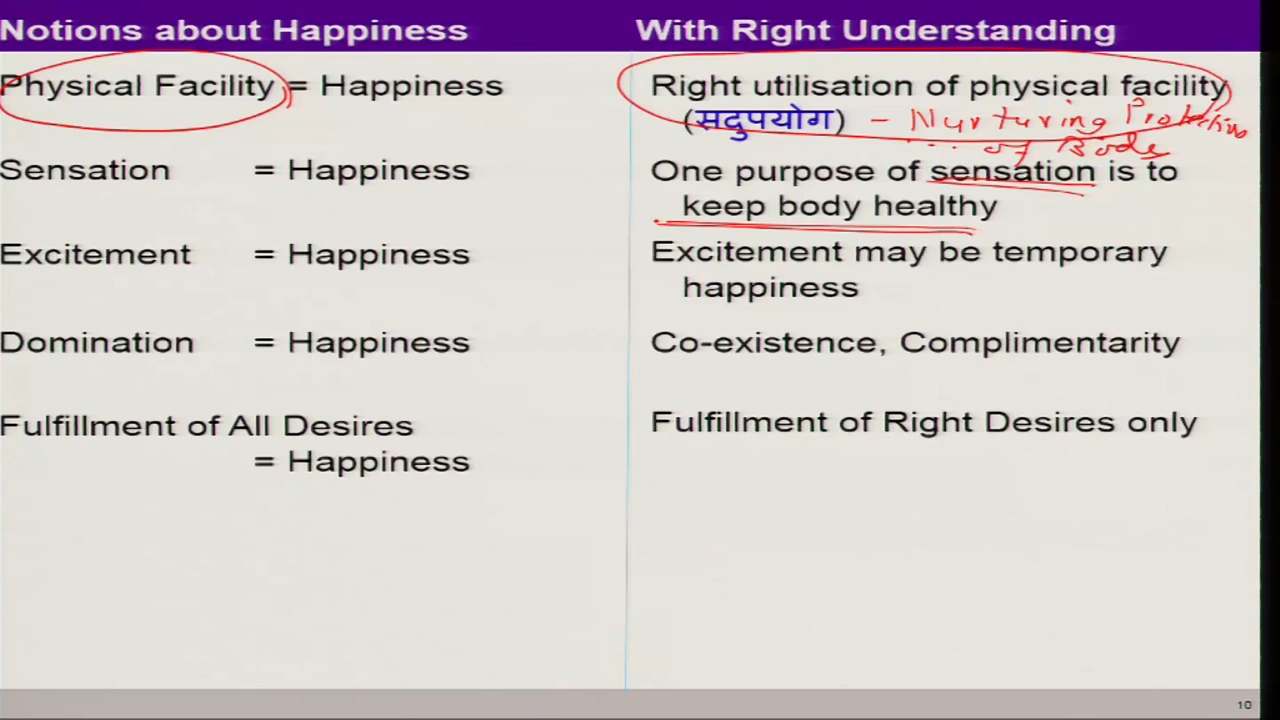 Notions about Happiness
With Right Understanding
Physical Facility = Happiness
Right utilisation of physical facility
(सदुपयोग) - Nurturing Protection
of Body
Sensation = Happiness
One purpose of sensation is to
keep body healthy
Excitement = Happiness
Excitement may be temporary
happiness
Domination = Happiness
Co-existence, Complimentarity
Fulfillment of All Desires
= Happiness
Fulfillment of Right Desires only
10